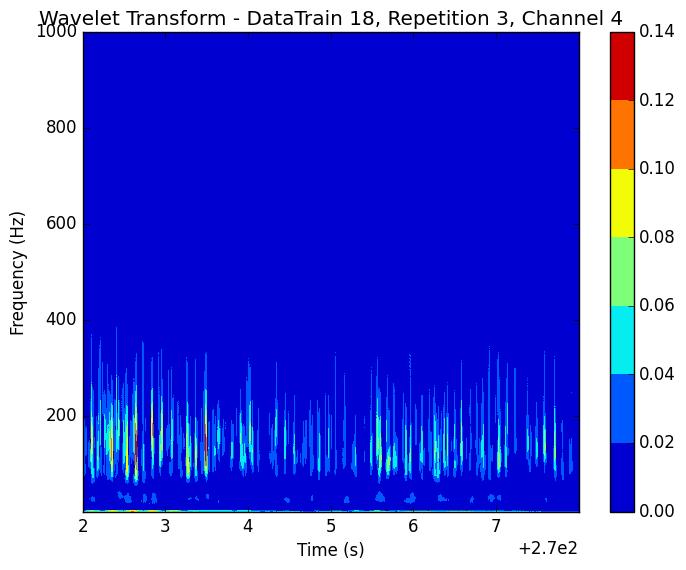 Wavelet Transform - DataTrain 18, Repetition 3, Channel 4
1000
800
600
400
200
Frequency (Hz)
2 3 4 5 6 7
Time (s)
+2.7e2
0.14
0.12
0.10
0.08
0.06
0.04
0.02
0.00